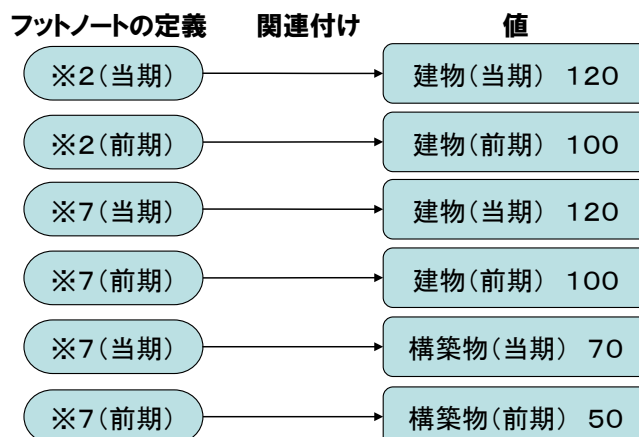 フットノートの定義 関連付け 値
※2(当期) 建物(当期) 120
※2(前期) 建物(前期) 100
※7(当期) 建物(当期) 120
※7(前期) 建物(前期) 100
※7(当期) 構築物(当期) 70
※7(前期) 構築物(前期) 50